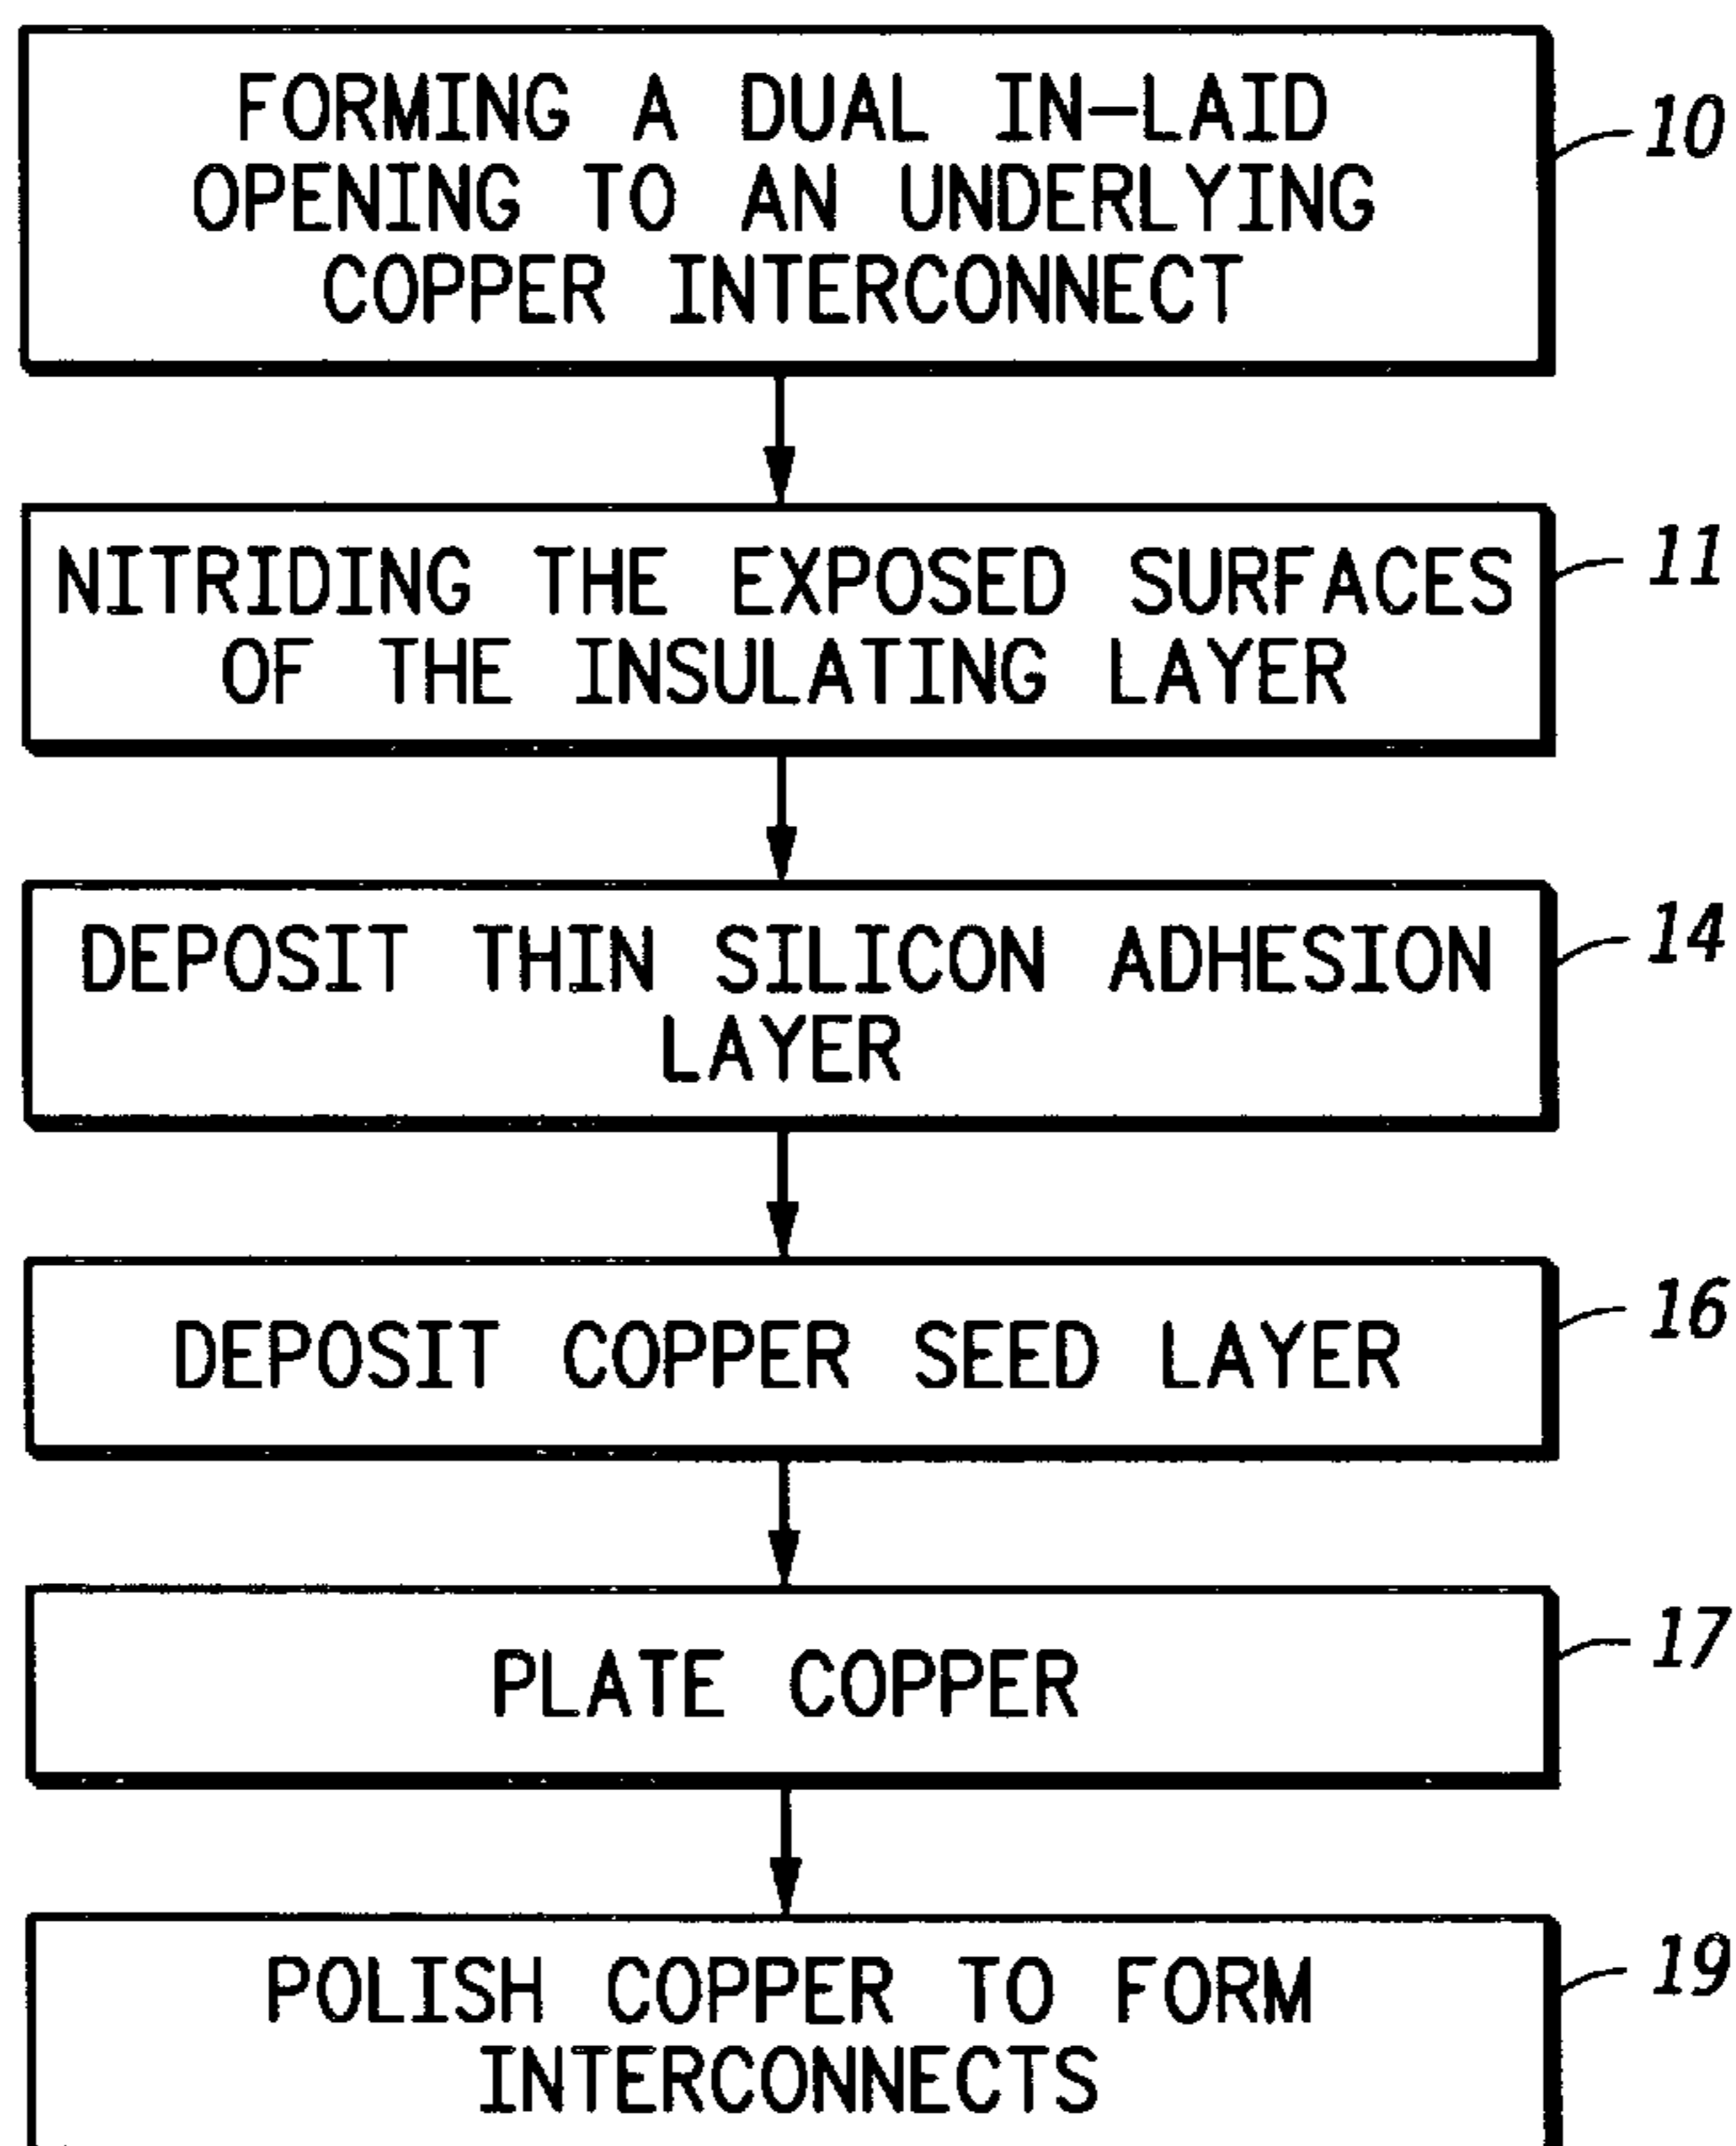 FORMING A DUAL IN-LAID
OPENING TO AN UNDERLYING
COPPER INTERCONNECT
10
NITRIDING THE EXPOSED SURFACES
OF THE INSULATING LAYER
11
DEPOSIT THIN SILICON ADHESION
LAYER
14
DEPOSIT COPPER SEED LAYER
16
PLATE COPPER
17
POLISH COPPER TO FORM
INTERCONNECTS
19